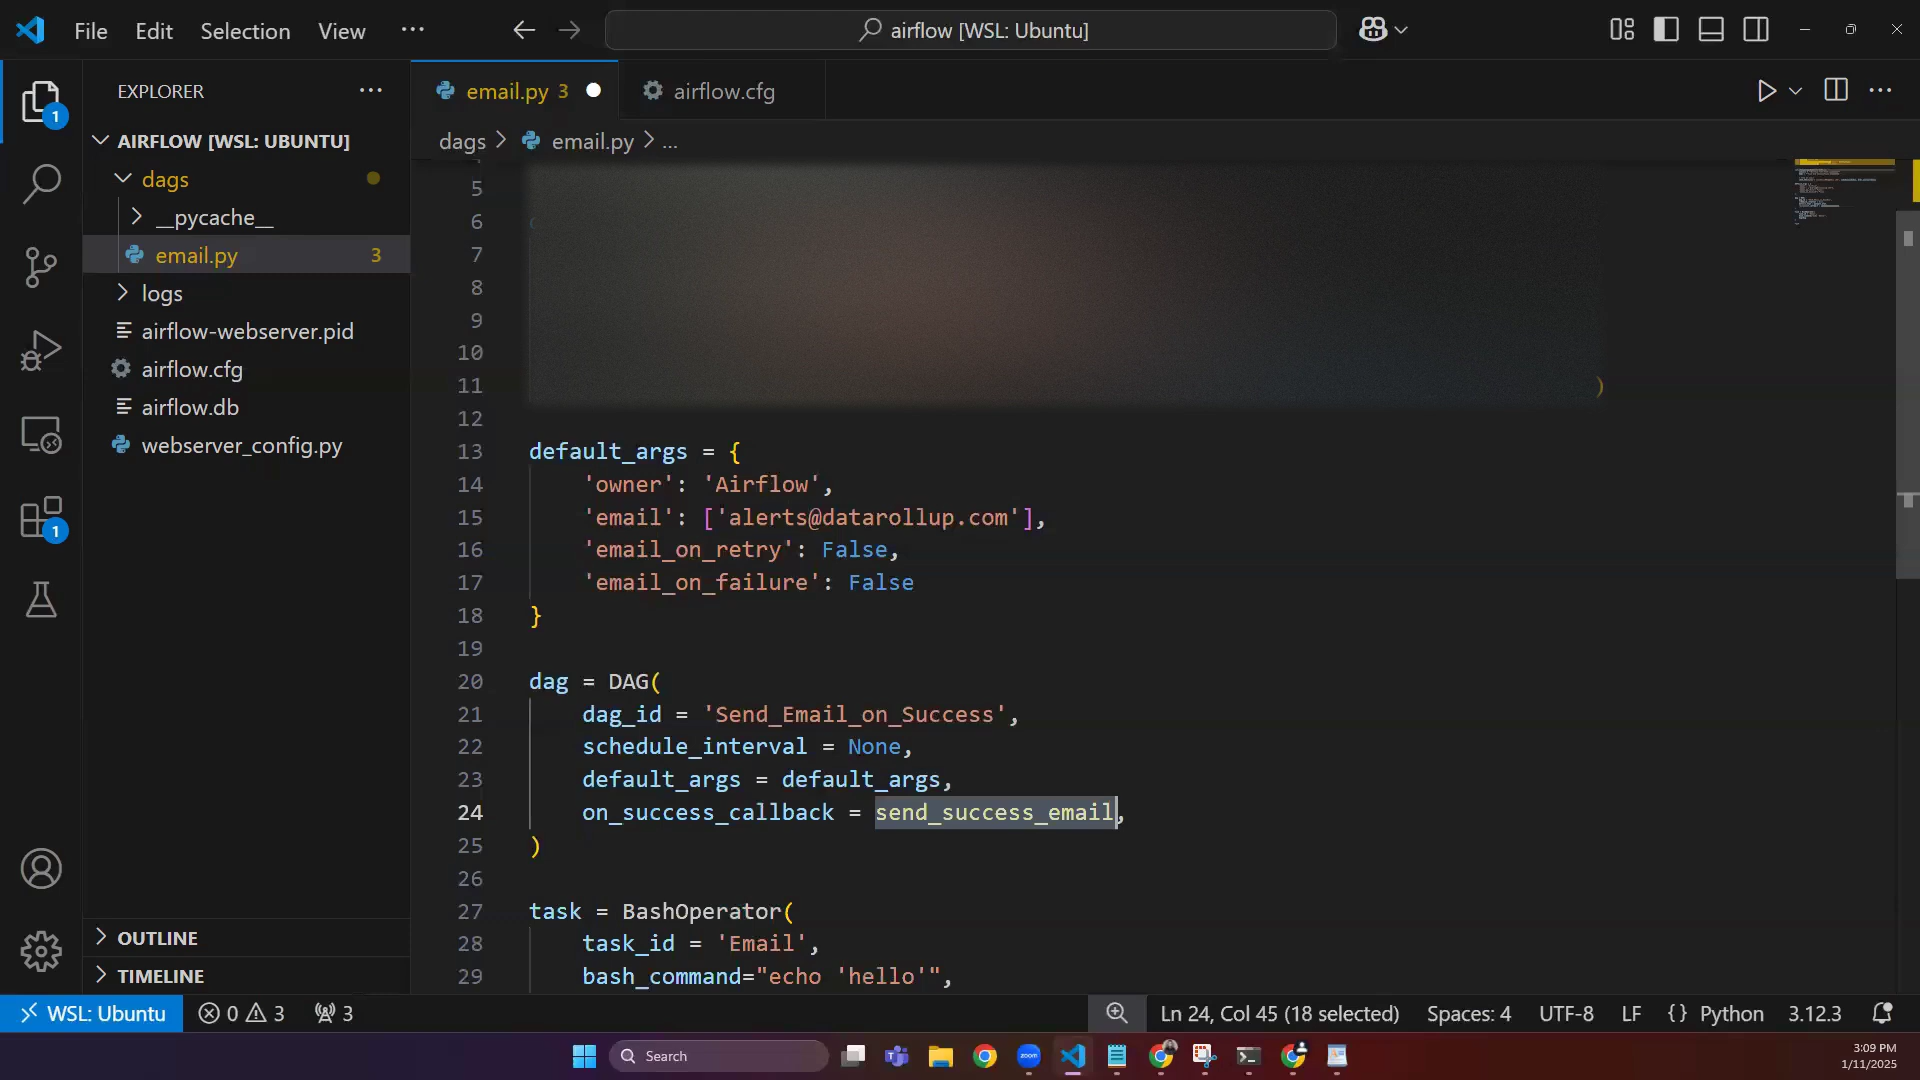 File Edit Selection View ...
airflow [WSL: Ubuntu]
EXPLORER
1
AIRFLOW [WSL: UBUNTU]
dags
__pycache__
email.py 3
logs
airflow-webserver.pid
airflow.cfg
airflow.db
webserver_config.py
1
OUTLINE
TIMELINE
email.py 3
airflow.cfg
dags > email.py > ...
5
6
7
8
9
10
11 )
12
13 default_args = {
14 'owner': 'Airflow',
15 'email': ['alerts@datarollup.com'],
16 'email_on_retry': False,
17 'email_on_failure': False
18 }
19
20 dag = DAG(
21 dag_id = 'Send_Email_on_Success',
22 schedule_interval = None,
23 default_args = default_args,
24 on_success_callback = send_success_email,
25 )
26
27 task = BashOperator(
28 task_id = 'Email',
29 bash_command="echo 'hello'",
WSL: Ubuntu 0 3 3 Ln 24, Col 45 (18 selected) Spaces: 4 UTF-8 LF {} Python 3.12.3
Search
zoom
3:09 PM
1/11/2025